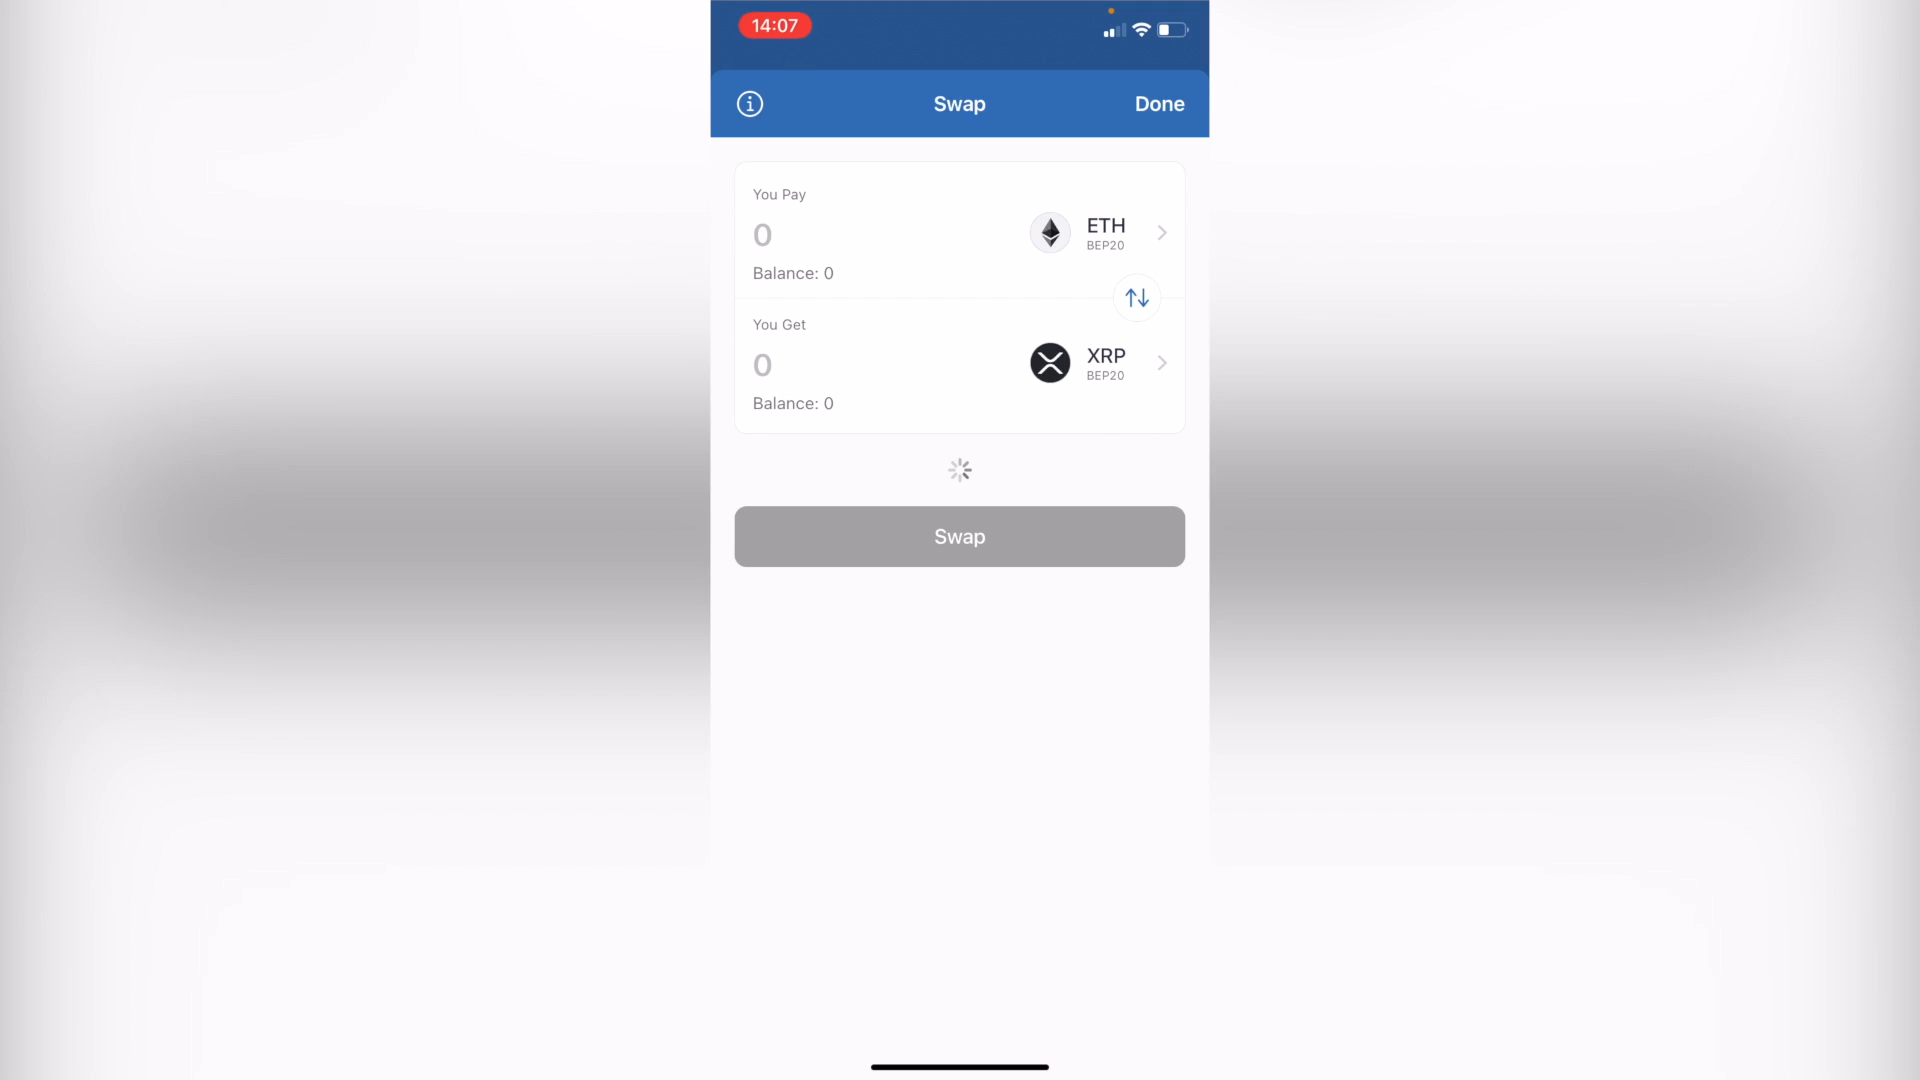 14:07
Swap
Done
You Pay
0
ETH
BEP20
Balance: 0
You Get
0
XRP
BEP20
Balance: 0
Swap